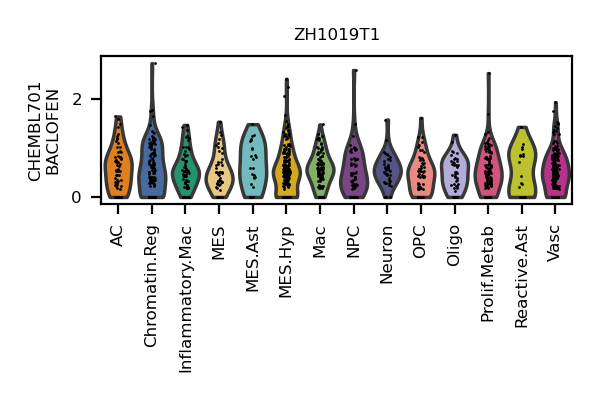 ZH1019T1
CHEMBL701
BACLOFEN
2
0
AC
Chromatin.Reg
Inflammatory.Mac
MES
MES.Ast
MES.Hyp
Mac
NPC
Neuron
OPC
Oligo
Prolif.Metab
Reactive.Ast
Vasc